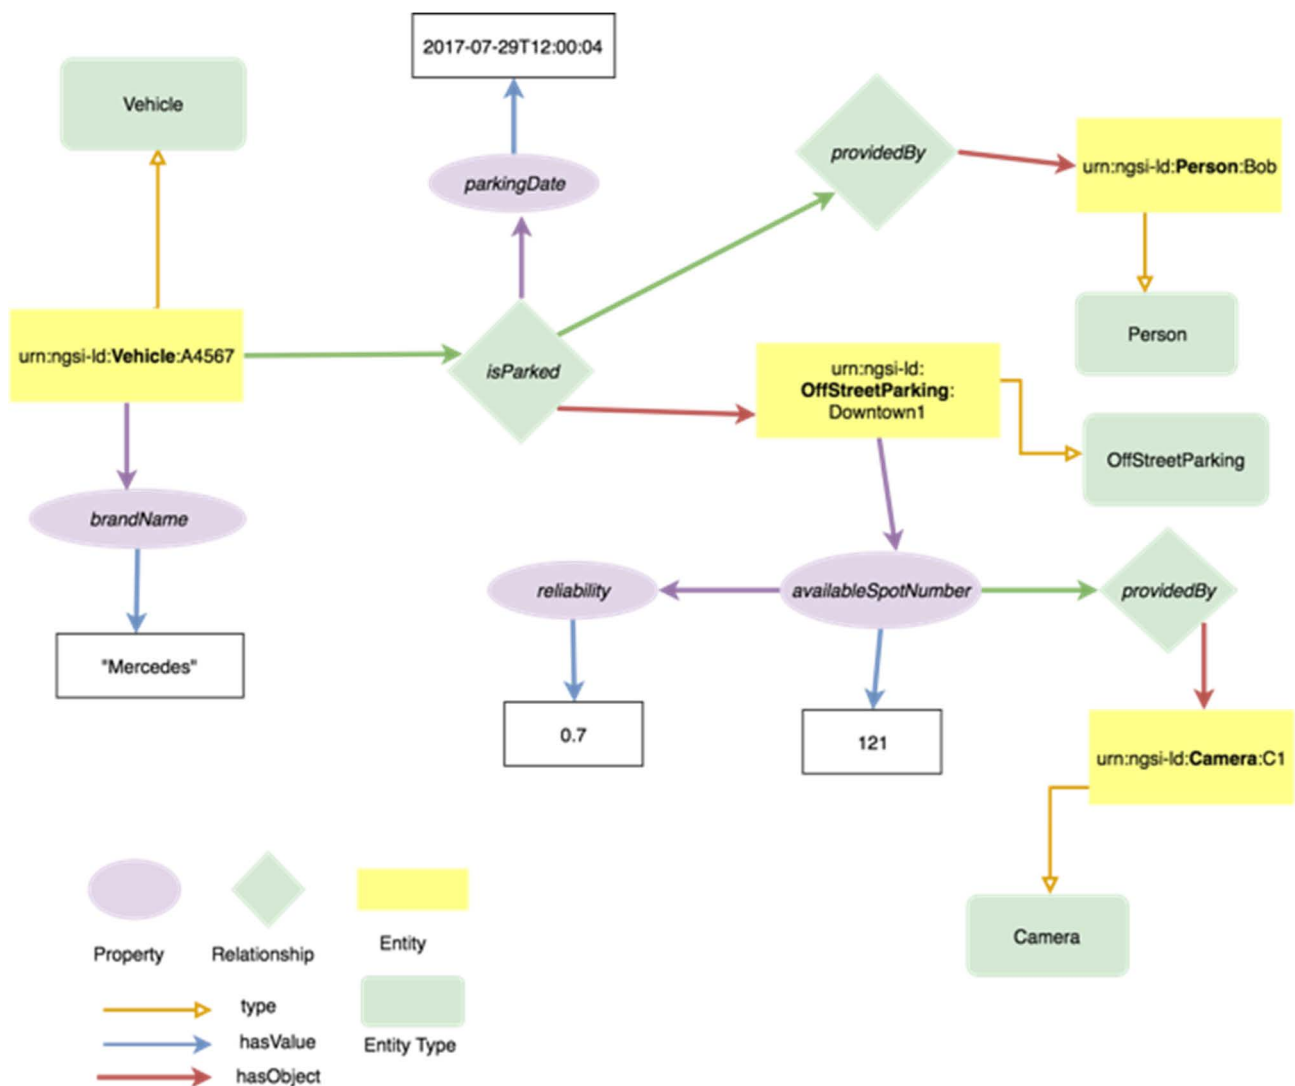 2017-07-29T12:00:04
Vehicle
providedBy
urn:ngsi-ld:Person:Bob
parkingDate
Person
urn:ngsi-ld:Vehicle:A4567
isParked
urn:ngsi-ld:
OffStreetParking:
Downtown1
OffStreetParking
brandName
reliability
availableSpotNumber
providedBy
"Mercedes"
0.7
121
urn:ngsi-ld:Camera:C1
Camera
Property
Relationship
Entity
type
hasValue
Entity Type
hasObject